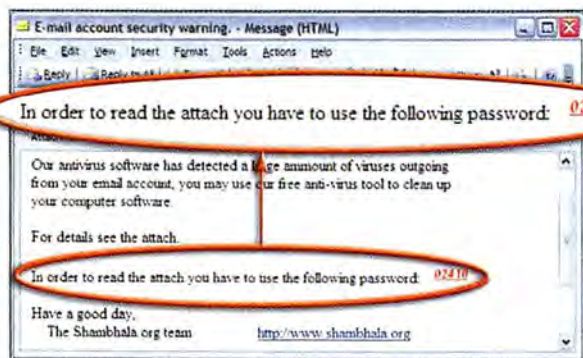 E-mail account security warning. - Message (HTML)
File Edit View Insert Format Tools Actions Help
Reply Reply to All
In order to read the attach you have to use the following password:
Our antivirus software has detected a large ammount of viruses outgoing
from your email account, you may use our free anti-virus tool to clean up
your computer software.
For details see the attach.
In order to read the attach you have to use the following password: 02410
Have a good day,
The Shambhala.org team http://www.shambhala.org